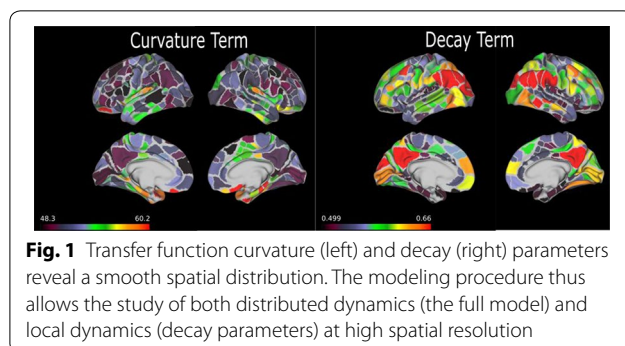 Curvature Term
Decay Term
48.3
60.2
0.499
0.66
Fig. 1 Transfer function curvature (left) and decay (right) parameters
reveal a smooth spatial distribution. The modeling procedure thus
allows the study of both distributed dynamics (the full model) and
local dynamics (decay parameters) at high spatial resolution